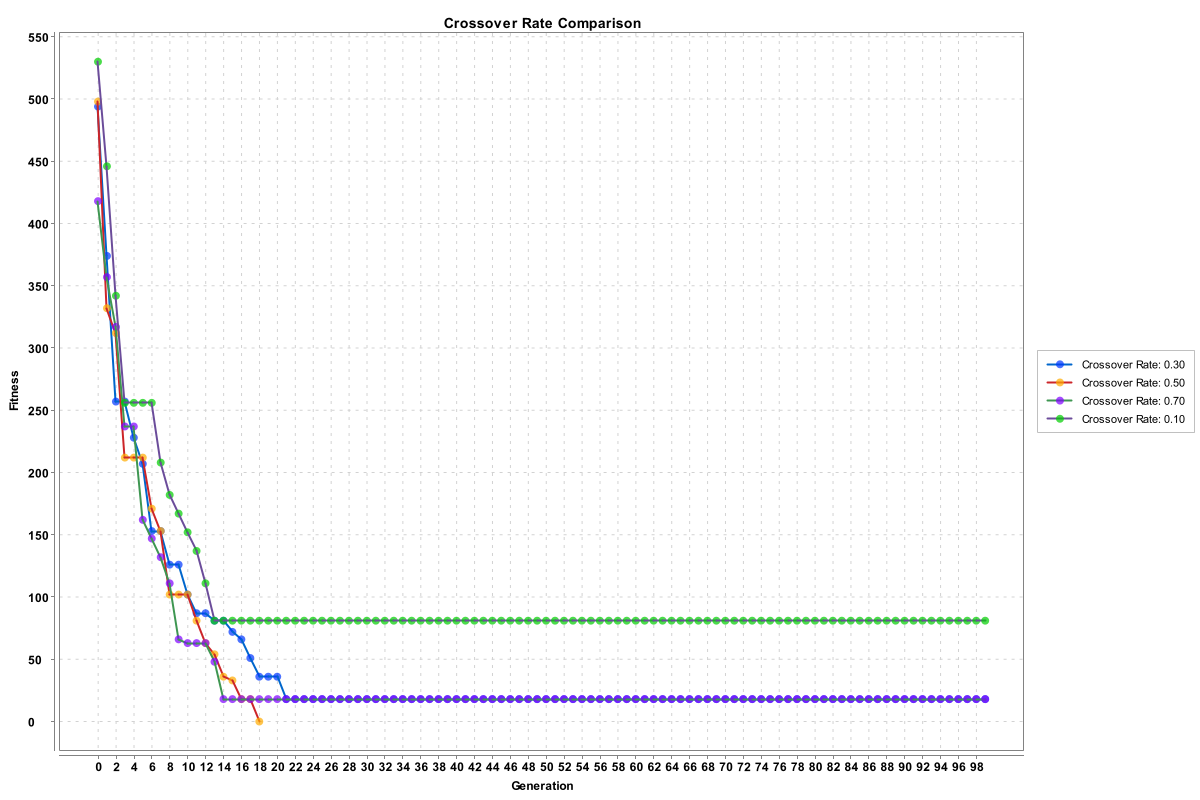 Crossover Rate Comparison
550
500
450
400
350
300
250
200
150
100
50
0
Fitness
0 2 4 6 8 10 12 14 16 18 20 22 24 26 28 30 32 34 36 38 40 42 44 46 48 50 52 54 56 58 60 62 64 66 68 70 72 74 76 78 80 82 84 86 88 90 92 94 96 98
Generation
Crossover Rate: 0.30
Crossover Rate: 0.50
Crossover Rate: 0.70
Crossover Rate: 0.10